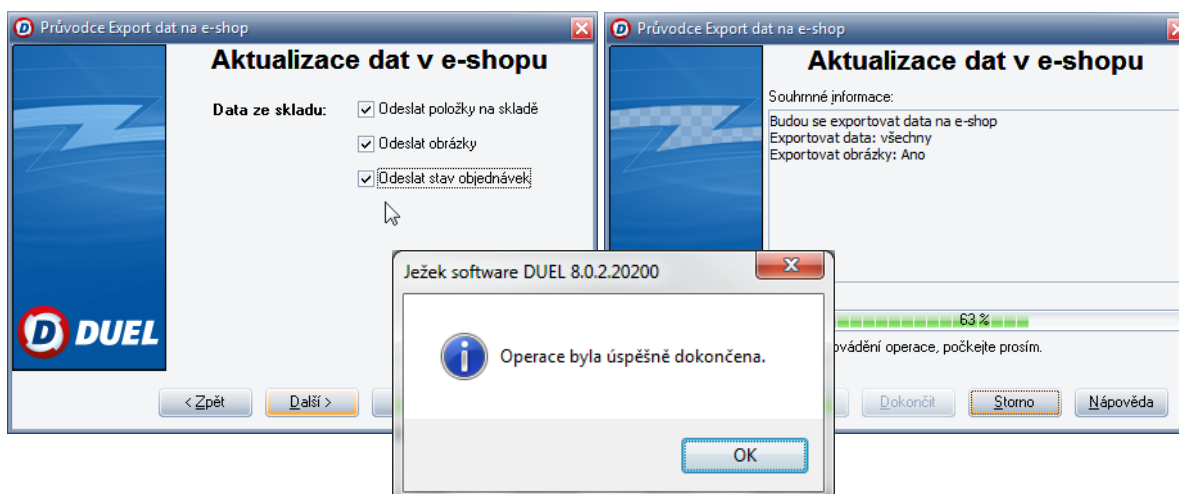 Průvodce Export dat na e-shop
Aktualizace dat v e-shopu
Data ze skladu:
Odeslat položky na skladě
Odeslat obrázky
Odeslat stav objednávek
DUEL
< Zpět
Další >
Průvodce Export dat na e-shop
Aktualizace dat v e-shopu
Souhrnné informace:
Budou se exportovat data na e-shop
Exportovat data: všechny
Exportovat obrázky: Ano
63 %
operace, počkejte prosím.
Dokončit
Storno
Nápověda
Ježek software DUEL 8.0.2.20200
Operace byla úspěšně dokončena.
OK